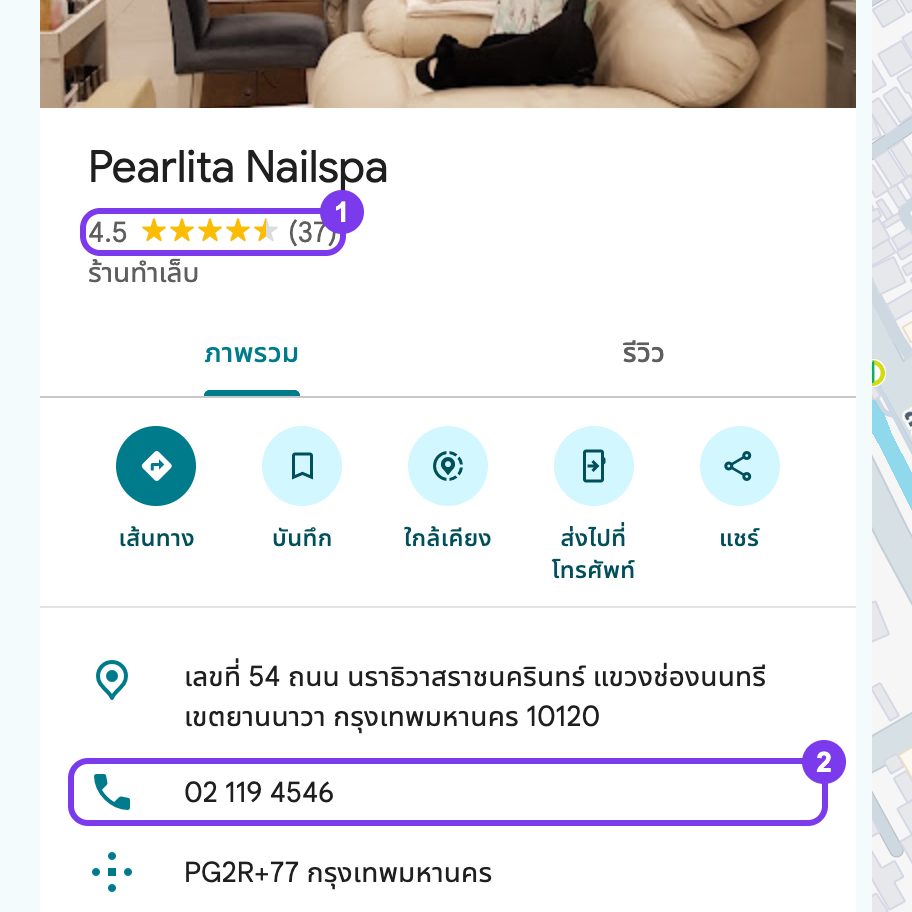 Pearlita Nailspa
1
4.5 (37)
ร้านทำเล็บ
ภาพรวม
รีวิว
เส้นทาง
บันทึก
ใกล้เคียง
ส่งไปที่
โทรศัพท์
แชร์
เลขที่ 54 ถนน นราธิวาสราชนครินทร์ แขวงช่องนนทรี
เขตยานนาวา กรุงเทพมหานคร 10120
2
02 119 4546
PG2R+77 กรุงเทพมหานคร